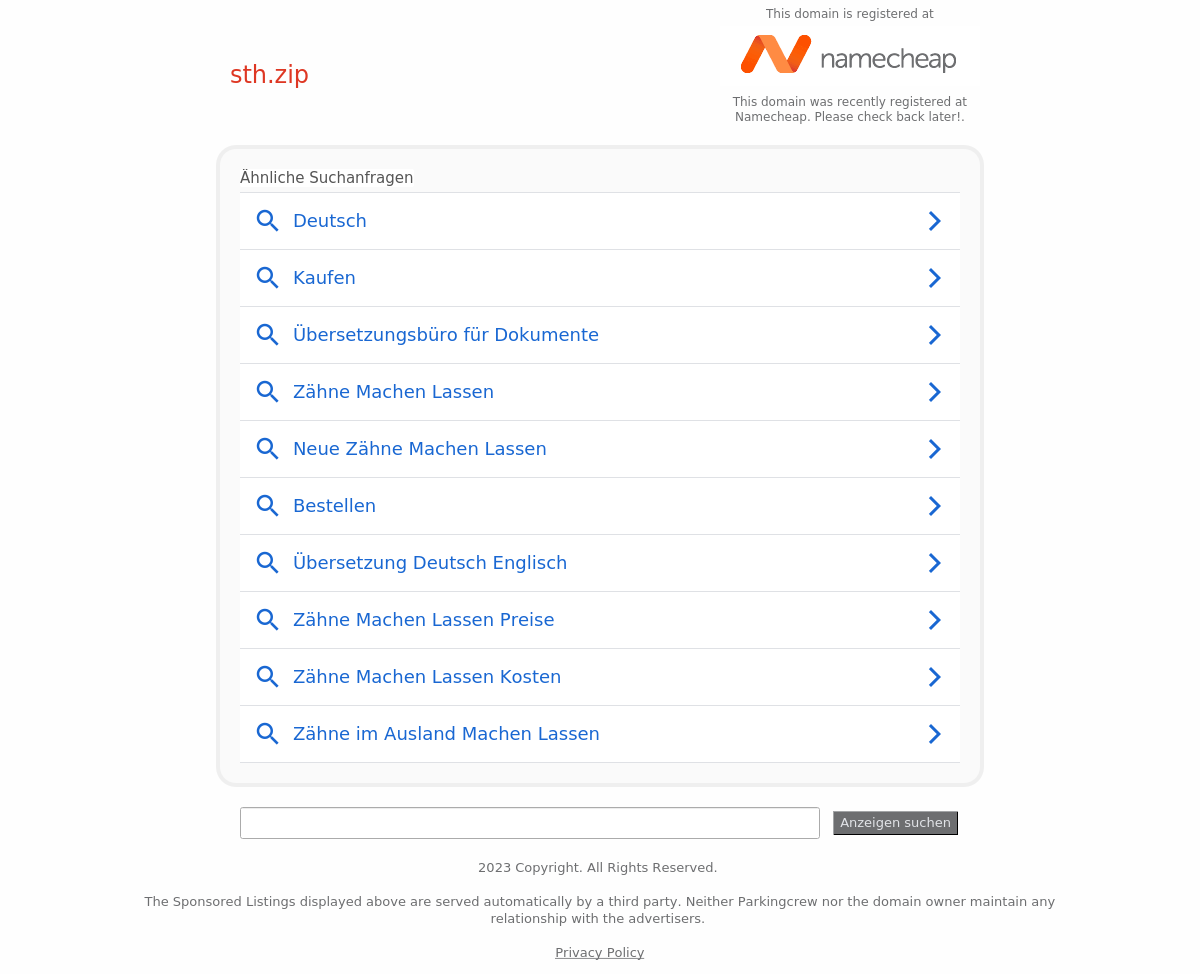 This domain is registered at
namecheap
sth.zip
This domain was recently registered at
Namecheap. Please check back later!.
Ähnliche Suchanfragen
Deutsch
Kaufen
Übersetzungsbüro für Dokumente
Zähne Machen Lassen
Neue Zähne Machen Lassen
Bestellen
Übersetzung Deutsch Englisch
Zähne Machen Lassen Preise
Zähne Machen Lassen Kosten
Zähne im Ausland Machen Lassen
Anzeigen suchen
2023 Copyright. All Rights Reserved.
The Sponsored Listings displayed above are served automatically by a third party. Neither Parkingcrew nor the domain owner maintain any
relationship with the advertisers.
Privacy Policy